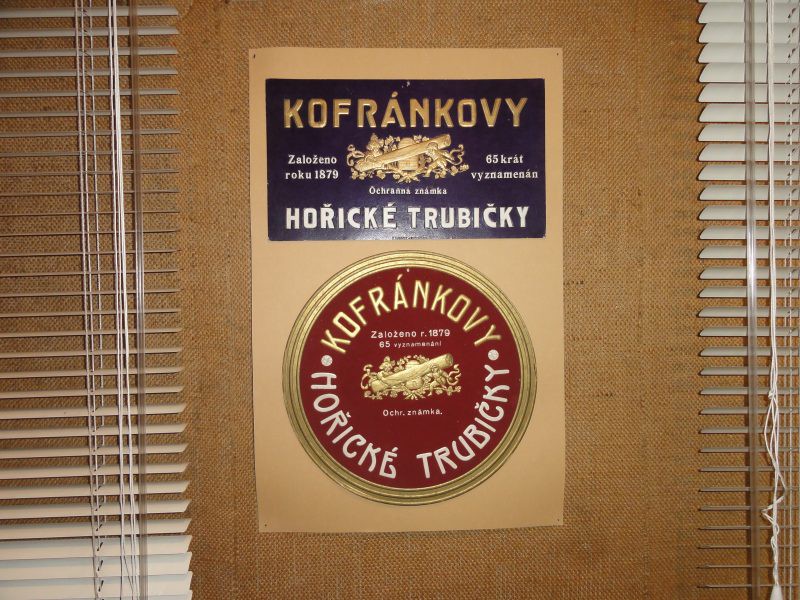 KOFRÁNKOVY
Založeno
roku 1879
65 krát
vyznamenán
Ochranná známka
HOŘICKÉ TRUBIČKY
KOFRÁNKOVY
Založeno r. 1879
65 vyznamenání
Ochr. známka.
HOŘICKÉ TRUBIČKY